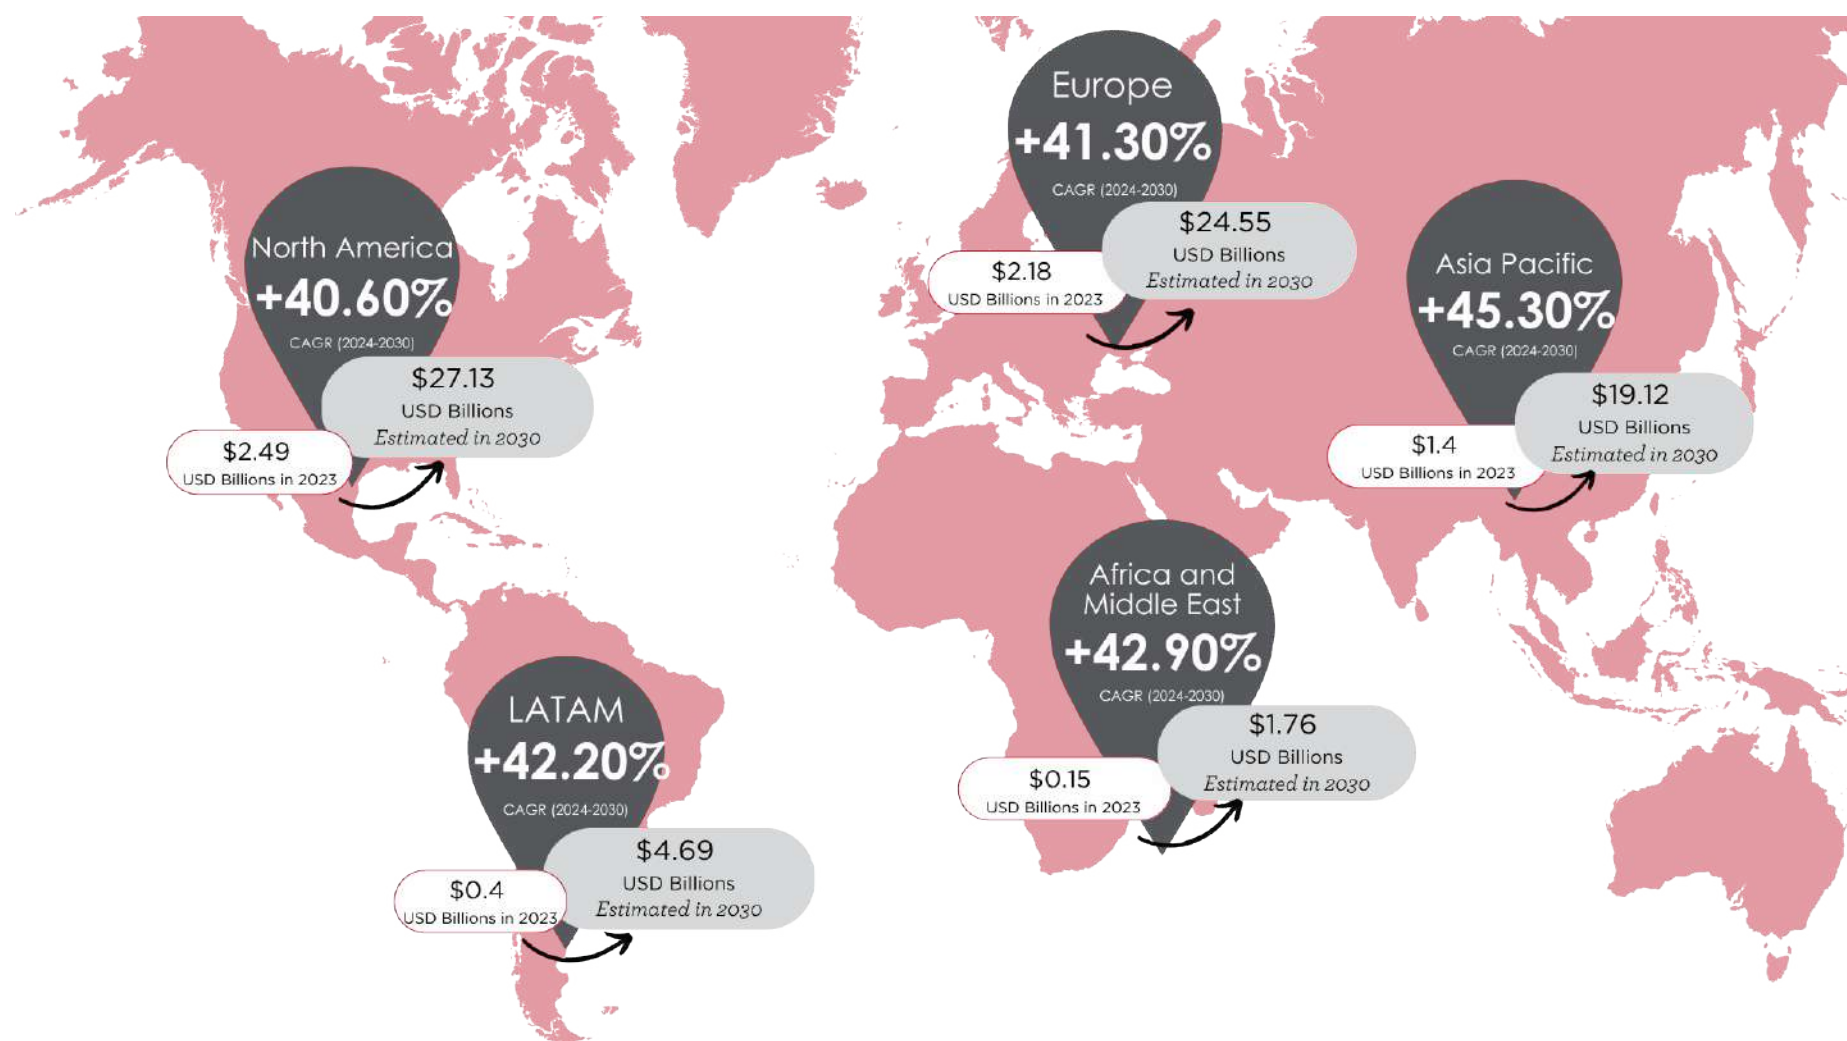 North America
+40.60%
CAGR (2024-2030)
$27.13
USD Billions
Estimated in 2030
$2.49
USD Billions in 2023
Europe
+41.30%
CAGR (2024-2030)
$24.55
USD Billions
Estimated in 2030
$2.18
USD Billions in 2023
Asia Pacific
+45.30%
CAGR (2024-2030)
$19.12
USD Billions
Estimated in 2030
$1.4
USD Billions in 2023
Africa and
Middle East
+42.90%
CAGR (2024-2030)
$1.76
USD Billions
Estimated in 2030
$0.15
USD Billions in 2023
LATAM
+42.20%
CAGR (2024-2030)
$4.69
USD Billions
Estimated in 2030
$0.4
USD Billions in 2023